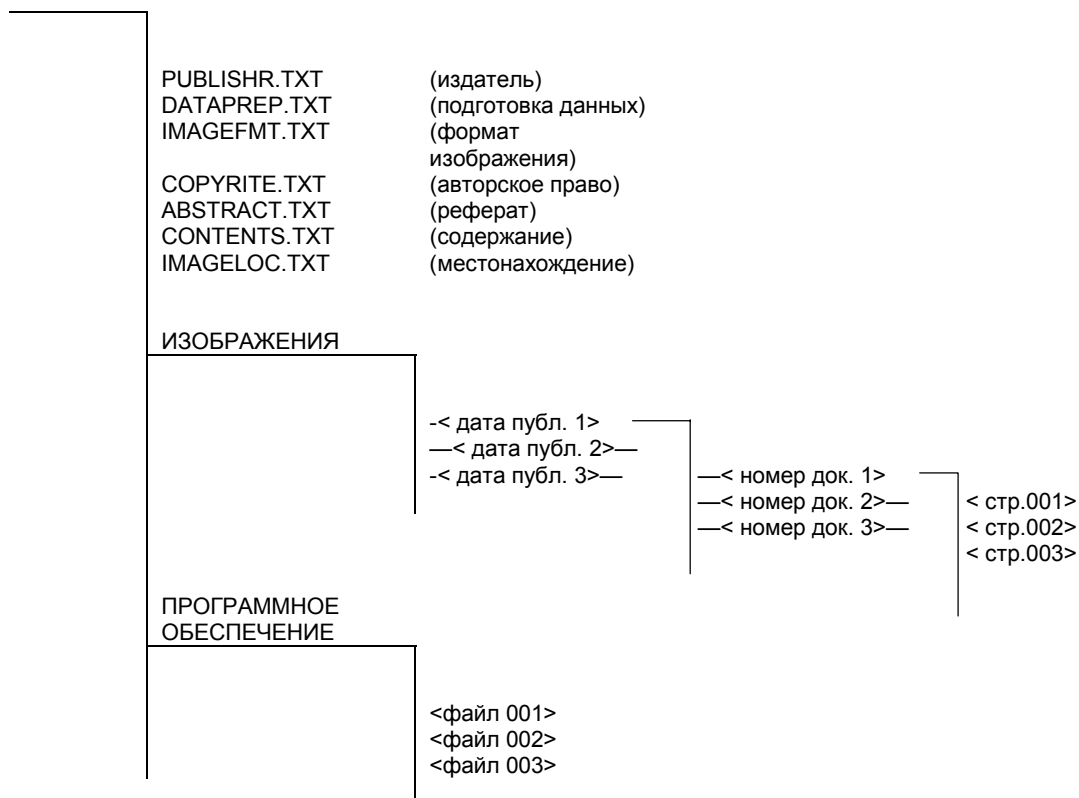 PUBLISHR.TXT (издатель)
DATAPREP.TXT (подготовка данных)
IMAGEFMT.TXT (формат
изображения)
COPYRITE.TXT (авторское право)
ABSTRACT.TXT (реферат)
CONTENTS.TXT (содержание)
IMAGELOC.TXT (местонахождение)
ИЗОБРАЖЕНИЯ
-< дата публ. 1>
—< дата публ. 2>—
-< дата публ. 3>— —< номер док. 1>
—< номер док. 2>— < стр.001>
—< номер док. 3>— < стр.002>
< стр.003>
ПРОГРАММНОЕ
ОБЕСПЕЧЕНИЕ
<файл 001>
<файл 002>
<файл 003>